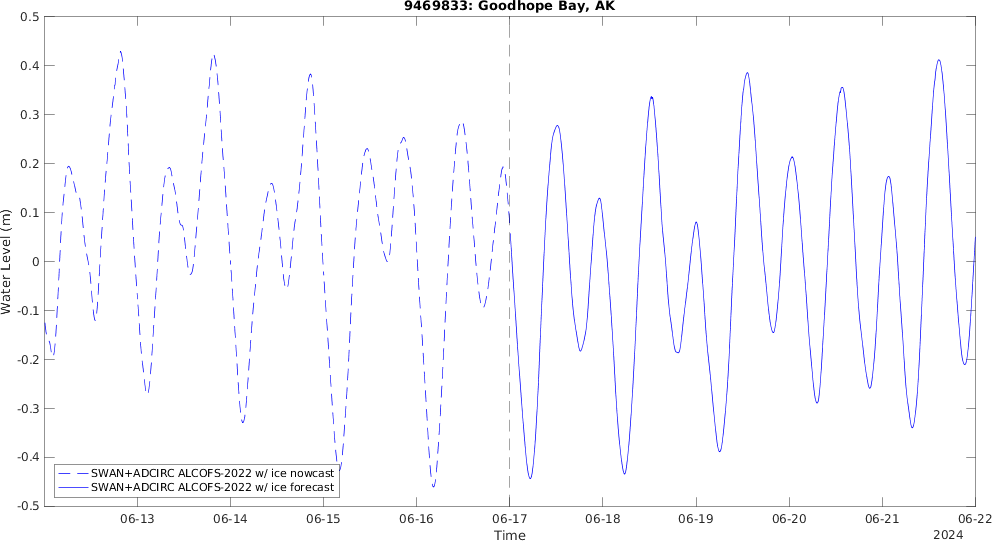 9469833: Goodhope Bay, AK
0.5
0.4
0.3
0.2
0.1
0
-0.1
-0.2
-0.3
-0.4
-0.5
Water Level (m)
SWAN+ADCIRC ALCOFS-2022 w/ ice nowcast
SWAN+ADCIRC ALCOFS-2022 w/ ice forecast
06-13 06-14 06-15 06-16 06-17 06-18 06-19 06-20 06-21 06-22
Time
2024